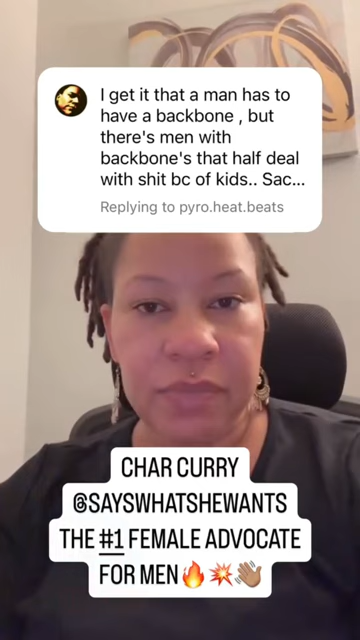 I get it that a man has to
have a backbone , but
there's men with
backbone's that half deal
with shit bc of kids.. Sac...
Replying to pyro.heat.beats
CHAR CURRY
@SAYSWHATSHEWANTS
THE #1 FEMALE ADVOCATE
FOR MEN🔥💥👋🏽